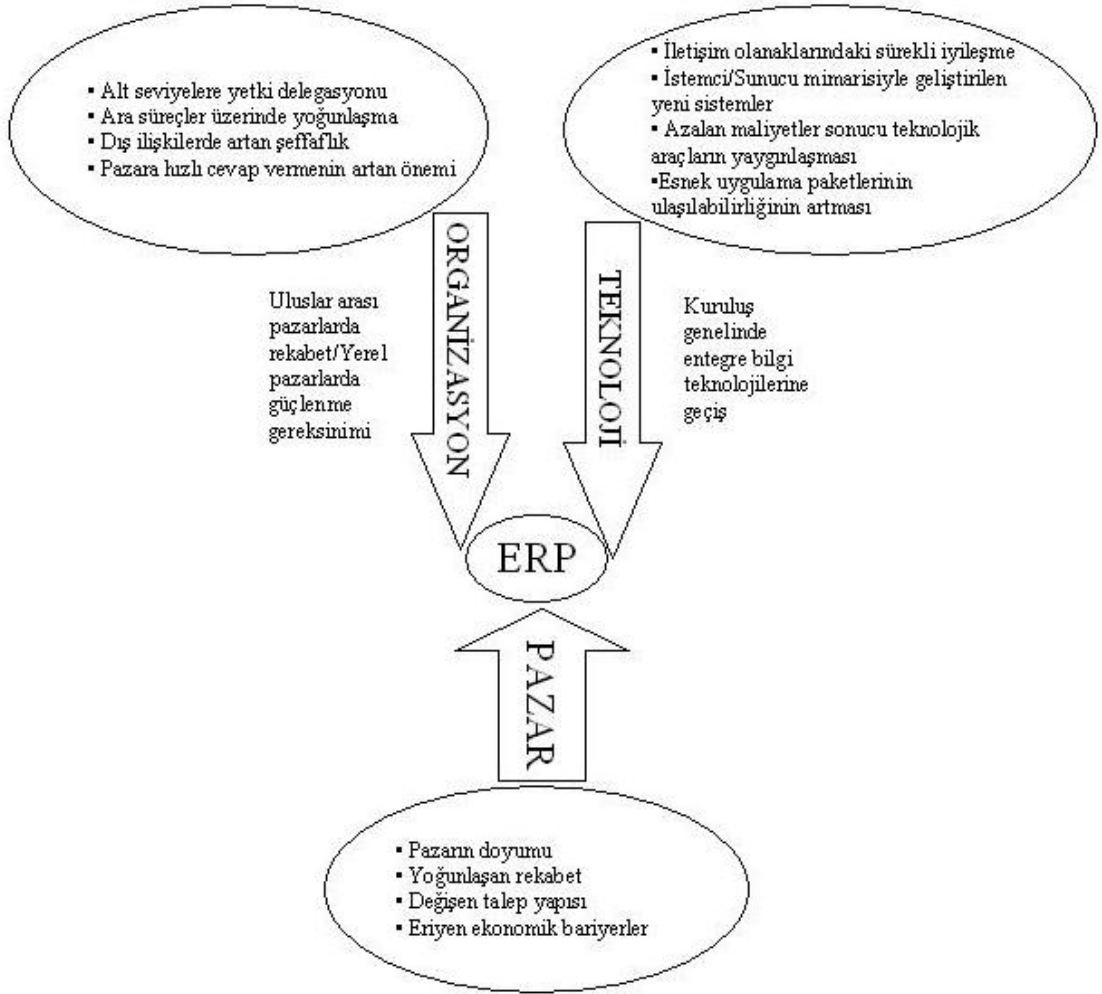 ▪ Alt seviyelere yetki delegasyonu
▪ Ara süreçler üzerinde yoğunlaşma
▪ Dış ilişkilerde artan şeffaflık
▪ Pazara hızlı cevap vermenin artan önemi
▪ İletişim olanaklarındaki sürekli iyileşme
▪ İstemci/Sunucu mimarisiyle geliştirilen
yeni sistemler
▪ Azalan maliyetler sonucu teknolojik
araçların yaygınlaşması
▪Esnek uygulama paketlerinin
ulaşılabilirliğinin artması
Uluslar arası
pazarlarda
rekabet/Yerel
pazarlarda
güçlenme
gereksinimi
ORGANİZASYON
TEKNOLOJİ
Kuruluş
genelinde
entegre bilgi
teknolojilerine
geçiş
ERP
PAZAR
▪ Pazarın doyumu
▪ Yoğunlaşan rekabet
▪ Değişen talep yapısı
▪ Eriyen ekonomik bariyerler